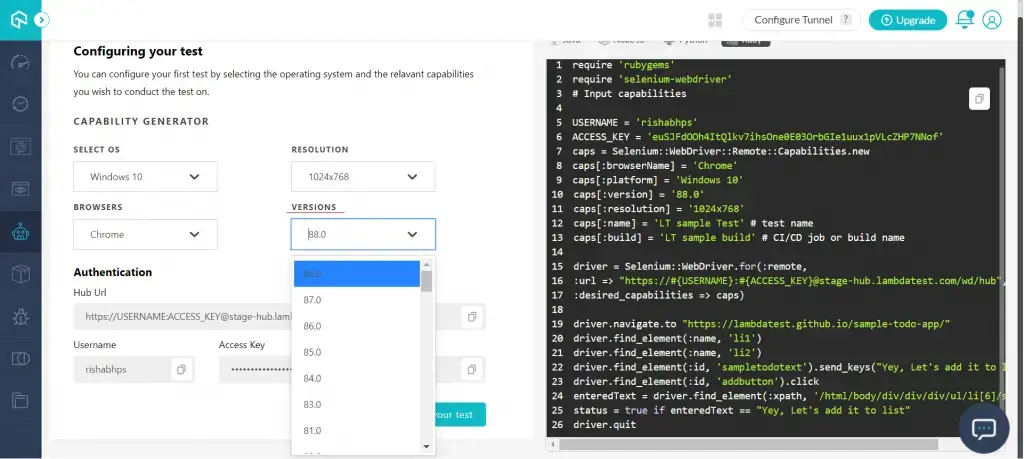 Configure Tunnel ?
Upgrade
Configuring your test
You can configure your first test by selecting the operating system and the relavant capabilities
you wish to conduct the test on.
CAPABILITY GENERATOR
SELECT OS
RESOLUTION
Windows 10
1024x768
BROWSERS
VERSIONS
Chrome
88.0
88.0
87.0
86.0
85.0
84.0
83.0
81.0
Authentication
Hub Url
https://USERNAME:ACCESS_KEY@stage-hub.lam
Username
Access Key
rishabhps
•••••••••••••••
your test
Ruby
1 require 'rubygems'
2 require 'selenium-webdriver'
3 # Input capabilities
4
5 USERNAME = 'rishabhps'
6 ACCESS_KEY = 'euSJFdOOh4ItQlkv7ihsOne0E03OrbGIe1uux1pVLcZHP7NNof'
7 caps = Selenium::WebDriver::Remote::Capabilities.new
8 caps[:browserName] = 'Chrome'
9 caps[:platform] = 'Windows 10'
10 caps[:version] = '88.0'
11 caps[:resolution] = '1024x768'
12 caps[:name] = 'LT sample Test' # test name
13 caps[:build] = 'LT sample build' # CI/CD job or build name
14
15 driver = Selenium::WebDriver.for(:remote,
16 :url => "https://#{USERNAME}:#{ACCESS_KEY}@stage-hub.lambdatest.com/wd/hub",
17 :desired_capabilities => caps)
18
19 driver.navigate.to "https://lambdatest.github.io/sample-todo-app/"
20 driver.find_element(:name, 'li1')
21 driver.find_element(:name, 'li2')
22 driver.find_element(:id, 'sampletodotext').send_keys("Yey, Let's add it to l
23 driver.find_element(:id, 'addbutton').click
24 enteredText = driver.find_element(:xpath, '/html/body/div/div/div/ul/li[6]/s
25 status = true if enteredText == "Yey, Let's add it to list"
26 driver.quit